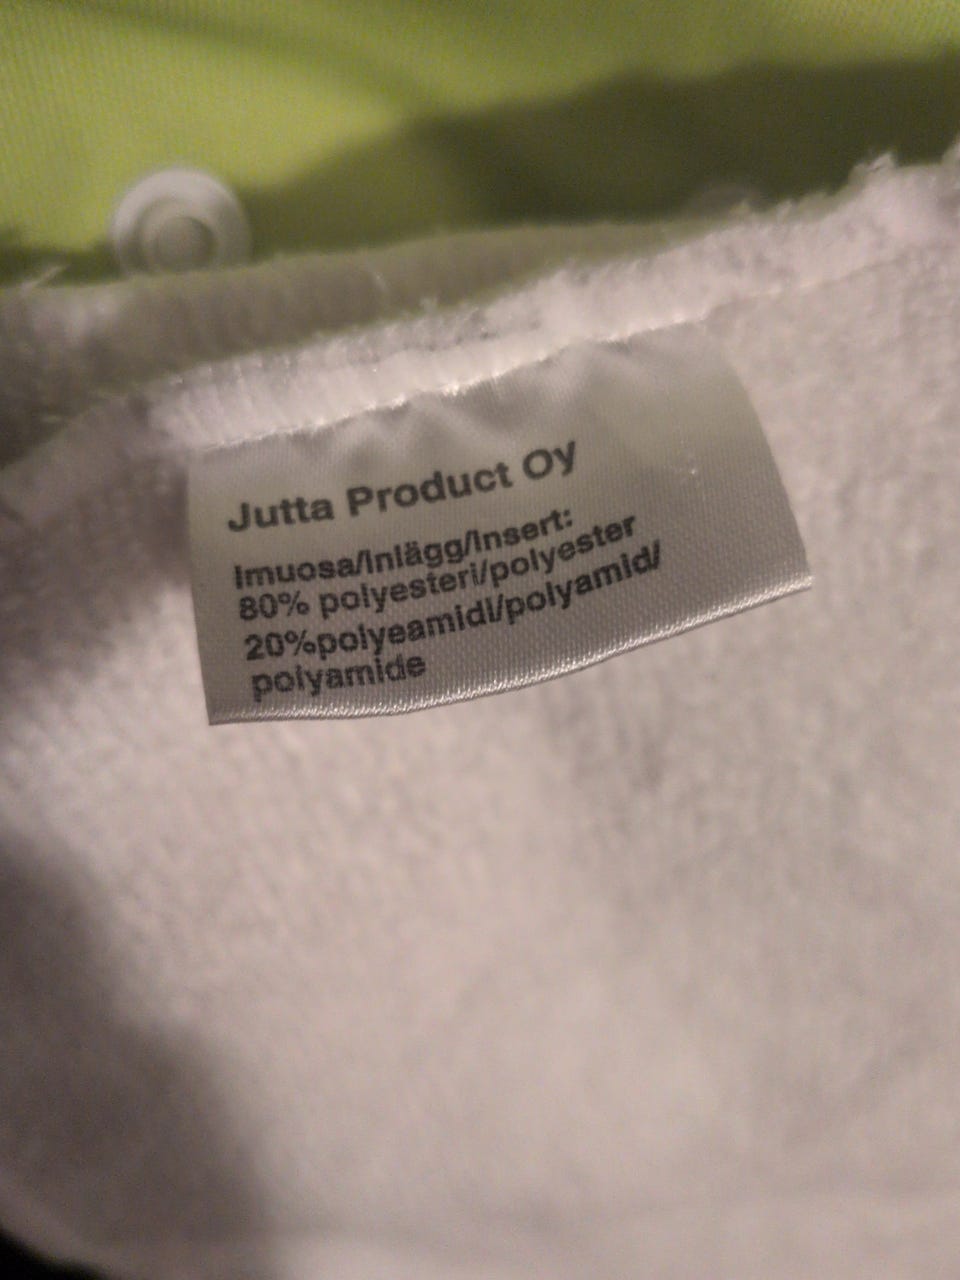 Jutta Product Oy
Imuosa/Inlägg/Insert:
80% polyesteri/polyester
20%polyeamidi/polyamid/
polyamide